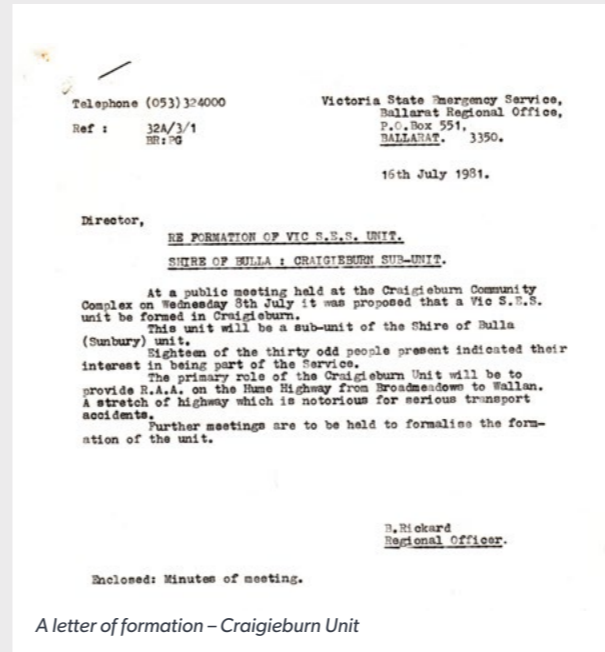 Telephone (053) 324000
Ref : 32A/3/1
BR:PG
Victoria State Emergency Service,
Ballarat Regional Office,
P.O. Box 551,
BALLARAT. 3350.
16th July 1981.
Director,
RE FORMATION OF VIC S.E.S. UNIT.
SHIRE OF BULLA : CRAIGIEBURN SUB-UNIT.
At a public meeting held at the Craigieburn Community
Complex on Wednesday 8th July it was proposed that a Vic S.E.S.
unit be formed in Craigieburn.
This unit will be a sub-unit of the Shire of Bulla
(Sunbury) unit.
Eighteen of the thirty odd people present indicated their
interest in being part of the Service.
The primary role of the Craigieburn Unit will be to
provide R.A.A. on the Hume Highway from Broadmeadows to Wallan.
A stretch of highway which is notorious for serious transport
accidents.
Further meetings are to be held to formalise the form-
ation of the unit.
B.Rickard
Regional Officer.
Enclosed: Minutes of meeting.
A letter of formation – Craigieburn Unit